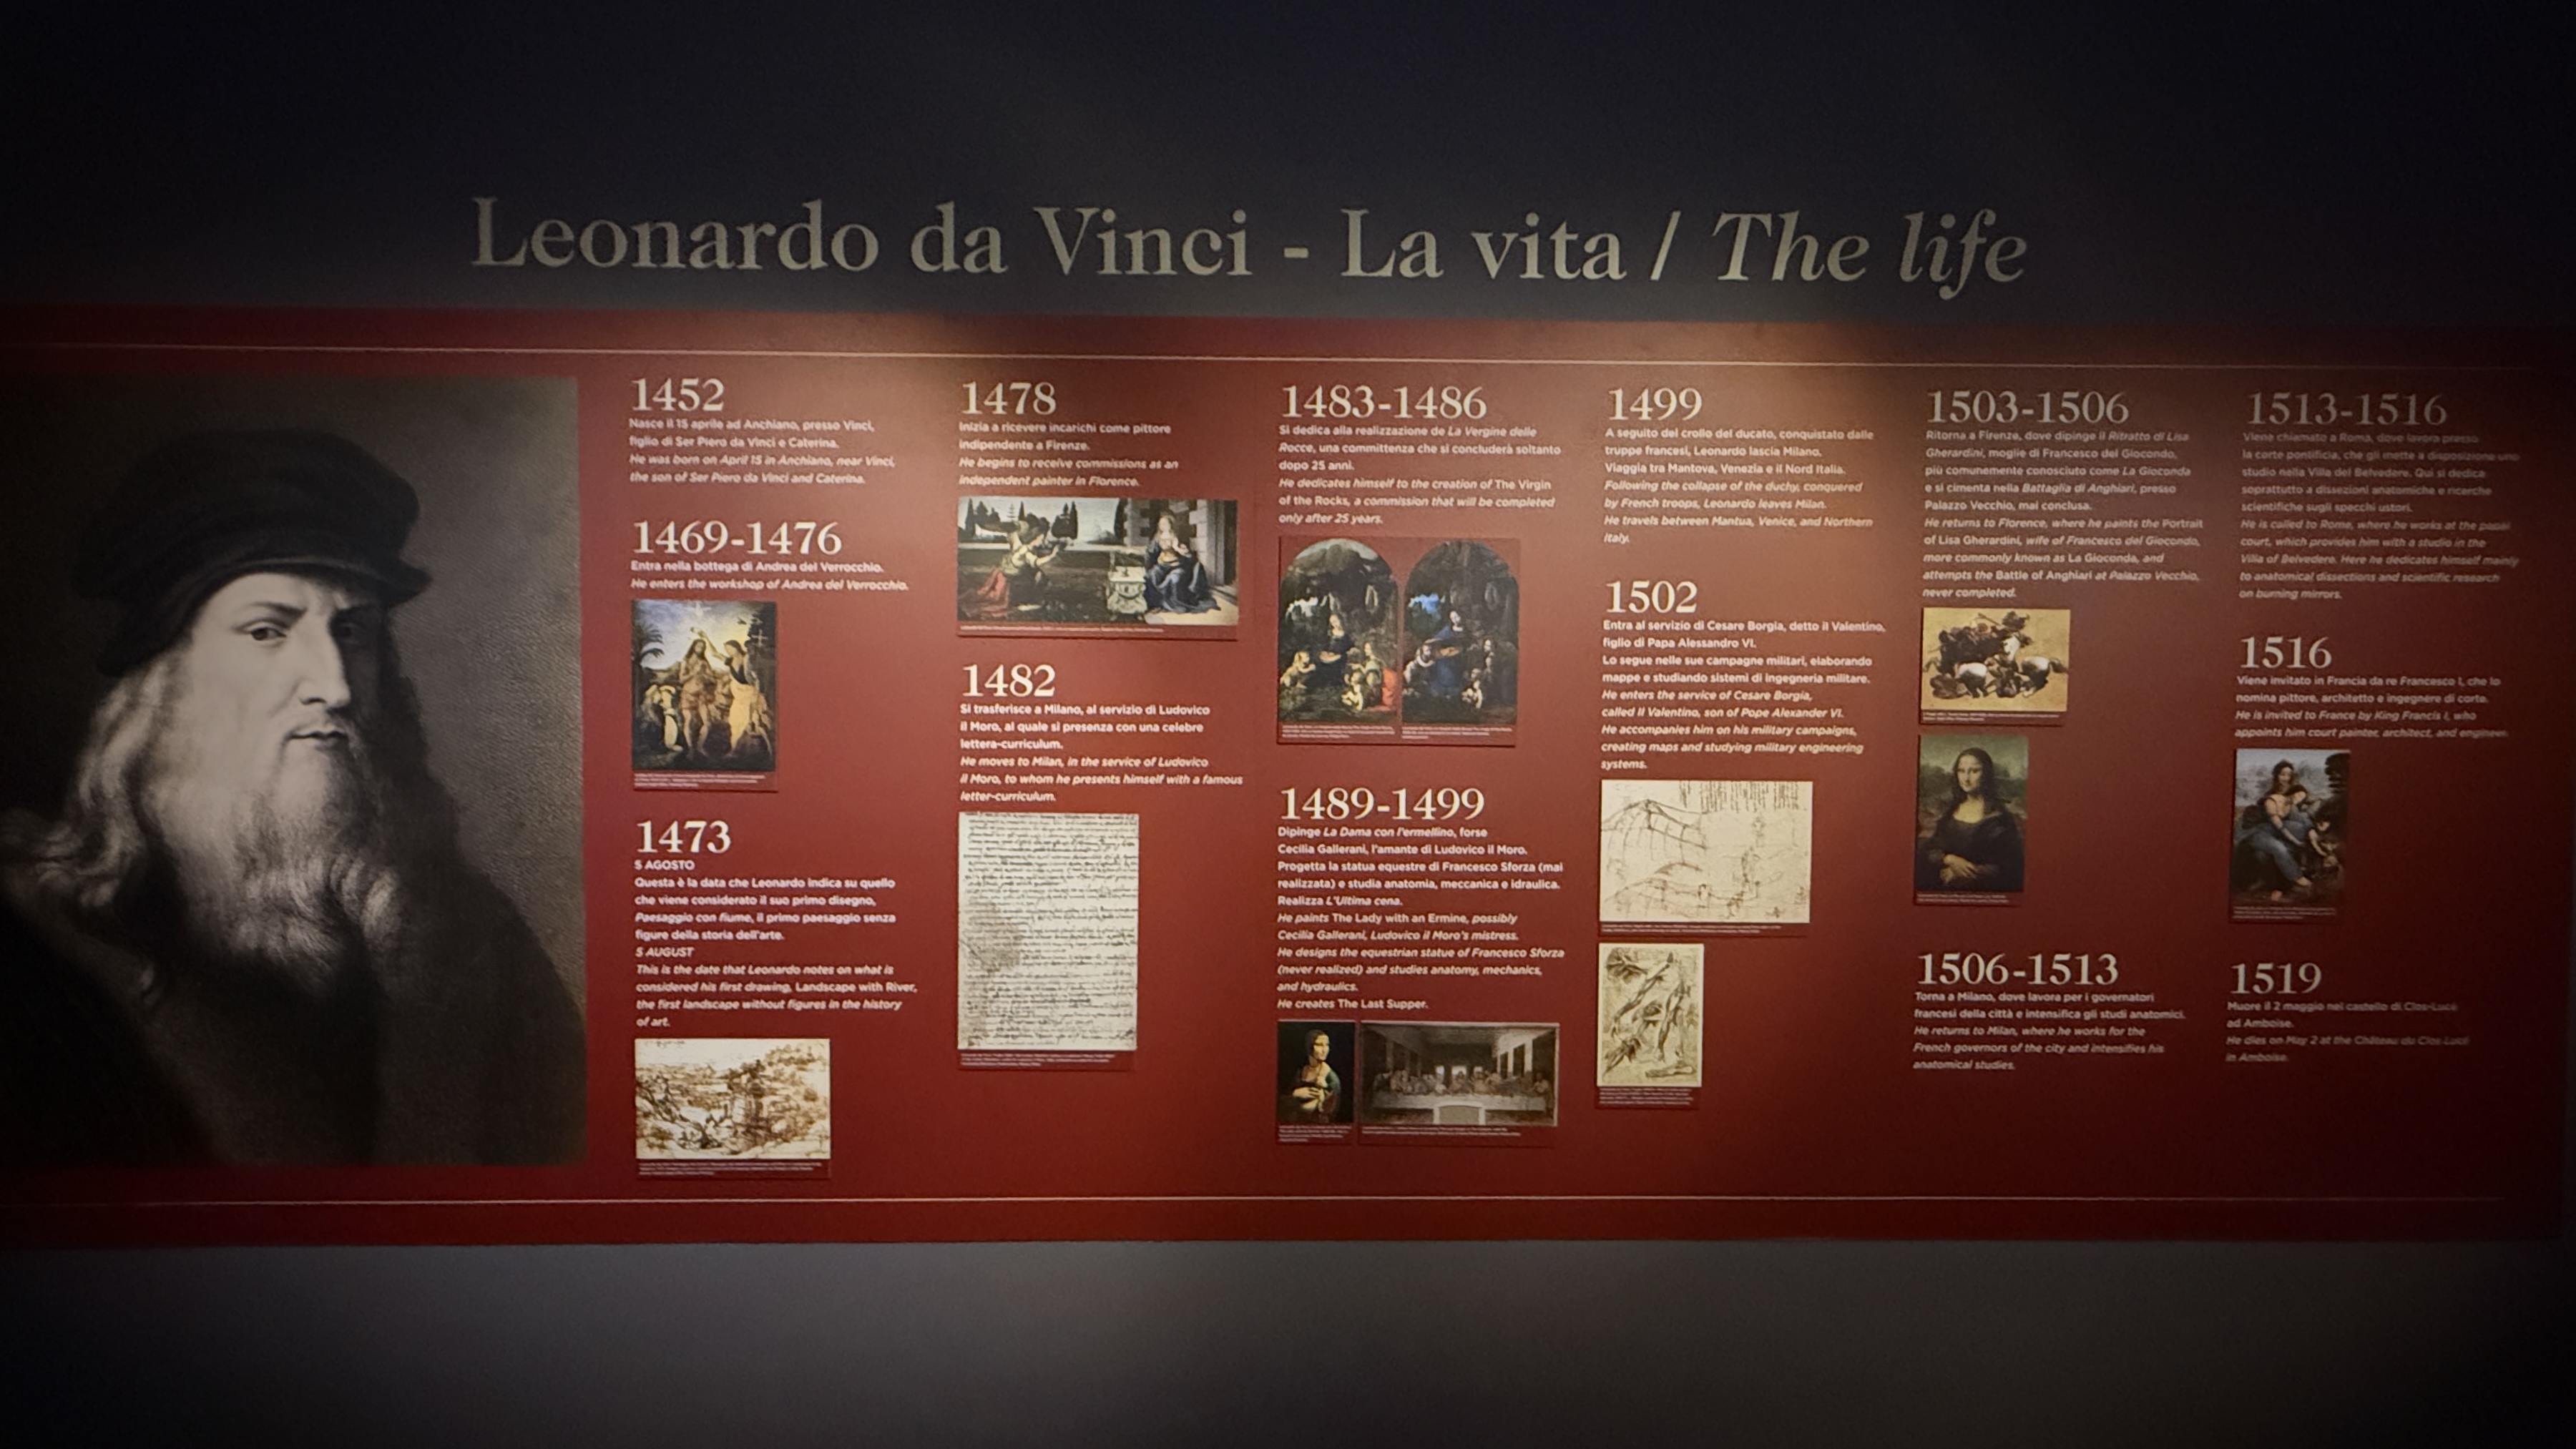 Leonardo da Vinci - La vita / The life
1452
Nasce il 15 aprile ad Anchiano, presso Vinci,
figlio di Ser Piero da Vinci e Caterina.
He was born on April 15 in Anchiano, near Vinci,
the son of Ser Piero da Vinci and Caterina.
1469-1476
Entra nella bottega di Andrea del Verrocchio.
He enters the workshop of Andrea del Verrocchio.
1473
5 AGOSTO
Questa è la data che Leonardo indica su quello
che viene considerato il suo primo disegno,
Paesaggio con fiume, il primo paesaggio senza
figure della storia dell'arte.
5 AUGUST
This is the date that Leonardo notes on what is
considered his first drawing, Landscape with River,
the first landscape without figures in the history
of art.
1478
Inizia a ricevere incarichi come pittore
indipendente a Firenze.
He begins to receive commissions as an
independent painter in Florence.
1482
Si trasferisce a Milano, al servizio di Ludovico
il Moro, al quale si presenza con una celebre
lettera-curriculum.
He moves to Milan, in the service of Ludovico
il Moro, to whom he presents himself with a famous
letter-curriculum.
1483-1486
Si dedica alla realizzazione de La Vergine delle
Rocce, una committenza che si concluderà soltanto
dopo 25 anni.
He dedicates himself to the creation of The Virgin
of the Rocks, a commission that will be completed
only after 25 years.
1489-1499
Dipinge La Dama con l'ermellino, forse
Cecilia Gallerani, l'amante di Ludovico il Moro.
Progetta la statua equestre di Francesco Sforza (mai
realizzata) e studia anatomia, meccanica e idraulica.
Realizza L'Ultima cena.
He paints The Lady with an Ermine, possibly
Cecilia Gallerani, Ludovico il Moro's mistress.
He designs the equestrian statue of Francesco Sforza
(never realized) and studies anatomy, mechanics,
and hydraulics.
He creates The Last Supper.
1499
A seguito del crollo del ducato, conquistato dalle
truppe francesi, Leonardo lascia Milano.
Viaggia tra Mantova, Venezia e il Nord Italia.
Following the collapse of the duchy, conquered
by French troops, Leonardo leaves Milan.
He travels between Mantua, Venice, and Northern
Italy.
1502
Entra al servizio di Cesare Borgia, detto il Valentino,
figlio di Papa Alessandro VI.
Lo segue nelle sue campagne militari, elaborando
mappe e studiando sistemi di ingegneria militare.
He enters the service of Cesare Borgia,
called Il Valentino, son of Pope Alexander VI.
He accompanies him on his military campaigns,
creating maps and studying military engineering
systems.
1503-1506
Ritorna a Firenze, dove dipinge il Ritratto di Lisa
Gherardini, moglie di Francesco del Giocondo,
più comunemente conosciuto come La Gioconda
e si cimenta nella Battaglia di Anghiari, presso
Palazzo Vecchio, mai conclusa.
He returns to Florence, where he paints the Portrait
of Lisa Gherardini, wife of Francesco del Giocondo,
more commonly known as La Gioconda, and
attempts the Battle of Anghiari at Palazzo Vecchio,
never completed.
1506-1513
Torna a Milano, dove lavora per i governatori
francesi della città e intensifica gli studi anatomici.
He returns to Milan, where he works for the
French governors of the city and intensifies his
anatomical studies.
1513-1516
Viene chiamato a Roma, dove lavora presso
la corte pontificia, che gli mette a disposizione uno
studio nella Villa del Belvedere. Qui si dedica
soprattutto a dissezioni anatomiche e ricerche
scientifiche sugli specchi ustori.
He is called to Rome, where he works at the papal
court, which provides him with a studio in the
Villa of Belvedere. Here he dedicates himself mainly
to anatomical dissections and scientific research
on burning mirrors.
1516
Viene invitato in Francia da re Francesco I, che lo
nomina pittore, architetto e ingegnere di corte.
He is invited to France by King Francis I, who
appoints him court painter, architect, and engineer.
1519
Muore il 2 maggio nel castello di Clos-Lucé
ad Amboise.
He dies on May 2 at the Château du Clos Lucé
in Amboise.